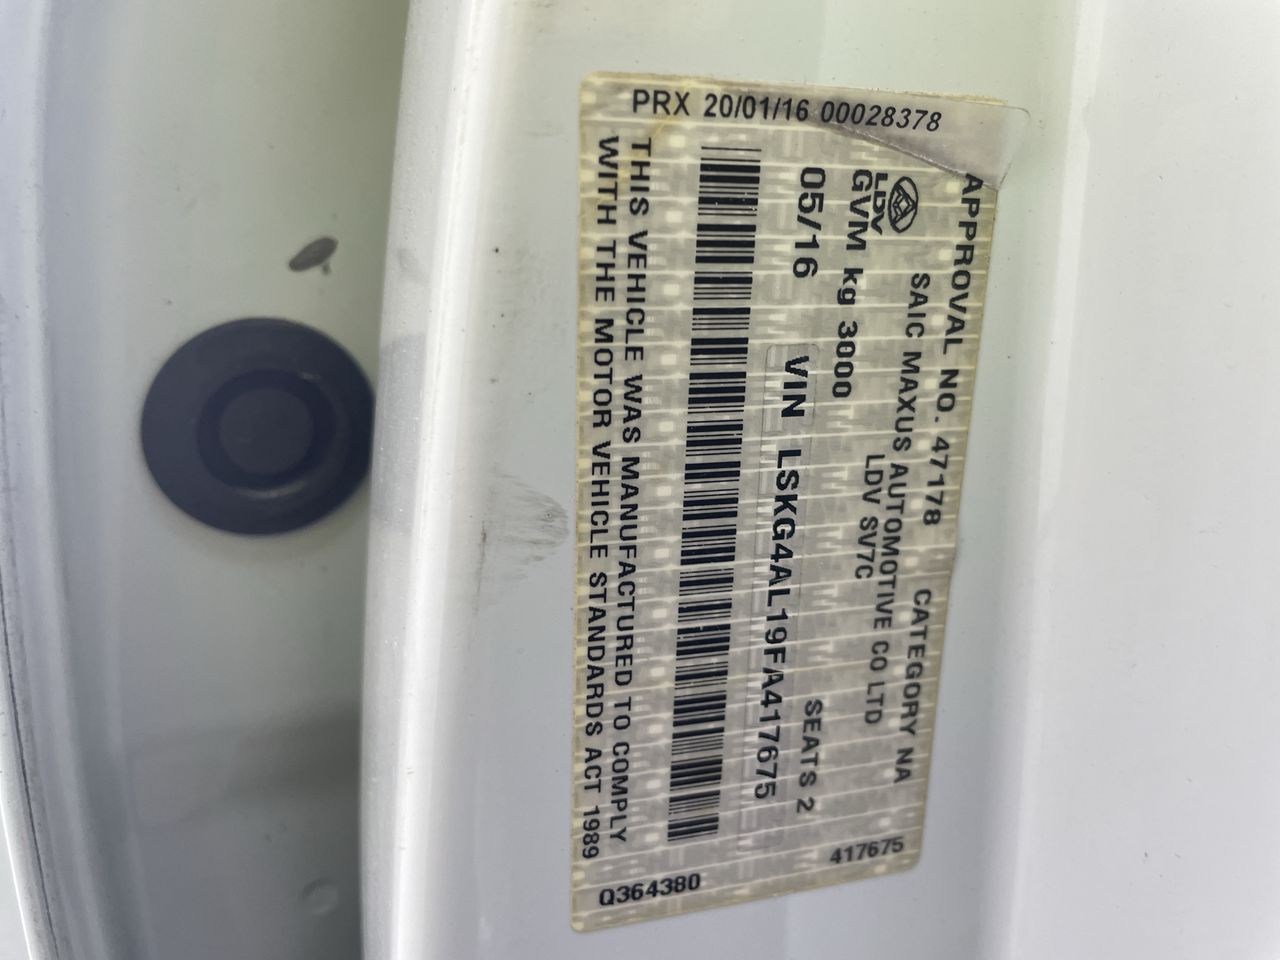 PRX 20/01/16 00028378
APPROVAL NO. 47178 CATEGORY NA
SAIC MAXUS AUTOMOTIVE CO LTD
LDV
LDV SV7C
GVM kg 3000
05/16 VIN SEATS 2
LSKG4AL19FA417675
THIS VEHICLE WAS MANUFACTURED TO COMPLY
WITH THE MOTOR VEHICLE STANDARDS ACT 1989
417675
Q364380